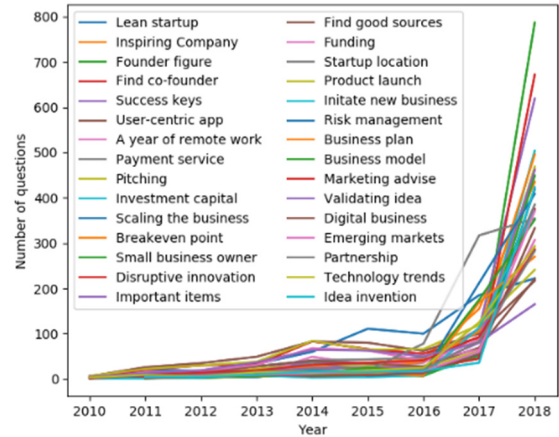 800
700
600
500
400
300
200
100
0
Number of questions
Lean startup
Inspiring Company
Founder figure
Find co-founder
Success keys
User-centric app
A year of remote work
Payment service
Pitching
Investment capital
Scaling the business
Breakeven point
Small business owner
Disruptive innovation
Important items
Find good sources
Funding
Startup location
Product launch
Initate new business
Risk management
Business plan
Business model
Marketing advise
Validating idea
Digital business
Emerging markets
Partnership
Technology trends
Idea invention
2010 2011 2012 2013 2014 2015 2016 2017 2018
Year